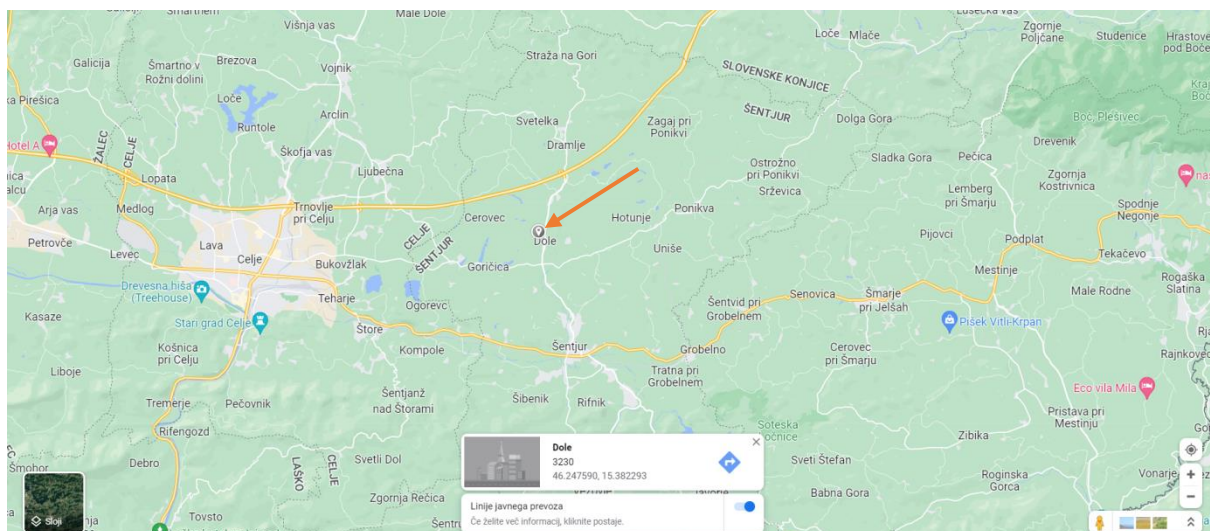 Šmarthem
Male Dole
Lušečka vas
Višnja vas
Loče
Mlače
Zgornje
Poljčane
Studenice
Hrastove
pod Boče
Galicija
Šmartno v
Rožni dolini
Brezova
Vojnik
Straža na Gori
SLOVENSKE KONJICE
ŠENTJUR
Loče
Arclin
Svetelka
Zagaj pri
Ponikvi
Dolga Gora
Boč, Plešivec
ka Pirešica
Runtole
Hotel A
ŽALEC
CELJE
Škofja vas
Dramlje
Drevenik
Ljubečna
Ostrožno
pri Ponikvi
Sladka Gora
Pečica
Zgornja
Kostrivnica
Lopata
Srževica
Lemberg
pri Šmarju
Arja vas
Medlog
Trnovlje
pri Celju
Cerovec
Hotunje
Ponikva
Spodnje
Negonje
Petrovče
Levec
Lava
Celje
CELJE
ŠENTJUR
Dole
Uniše
Pijovci
Podplat
Tekačevo
Bukovžlak
Goričica
Mestinje
Rogaška
Slatina
Drevesna hiša
(Treehouse)
Teharje
Ogorevc
Šentvid pri
Grobelnem
Senovica
Šmarje
pri Jelšah
Male Rodne
Kasaze
Stari grad Celje
Štore
Pišek Vitli-Krpan
Košnica
pri Celju
Kompole
Šentjur
Grobelno
Cerovec
pri Šmarju
Rajnkovec
Liboje
Tratna pri
Grobelnem
Šentjanž
nad Štorami
Eco vila Mila
Tremerje
Pečovnik
Šibenik
Rifnik
Pristava pri
Mestinju
Rifengozd
Zibika
Šmohor
Debro
LAŠKO
CELJE
Svetli Dol
Sveti Štefan
Roginska
Gorca
Vonarje
Zgornja Rečica
Babna Gora
Tovsto
Dole
3230
46.247590, 15.382293
Linije javnega prevoza
Če želite več informacij, kliknite postaje.
Sloji